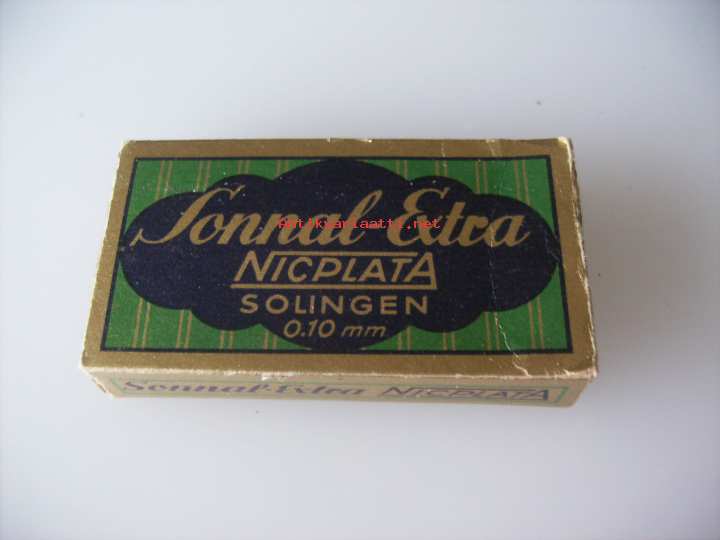 Sonnal Extra
Antikvariaatti.net
NICPLATA
SOLINGEN
0.10 mm
Sonnal-Extra NICPLATA